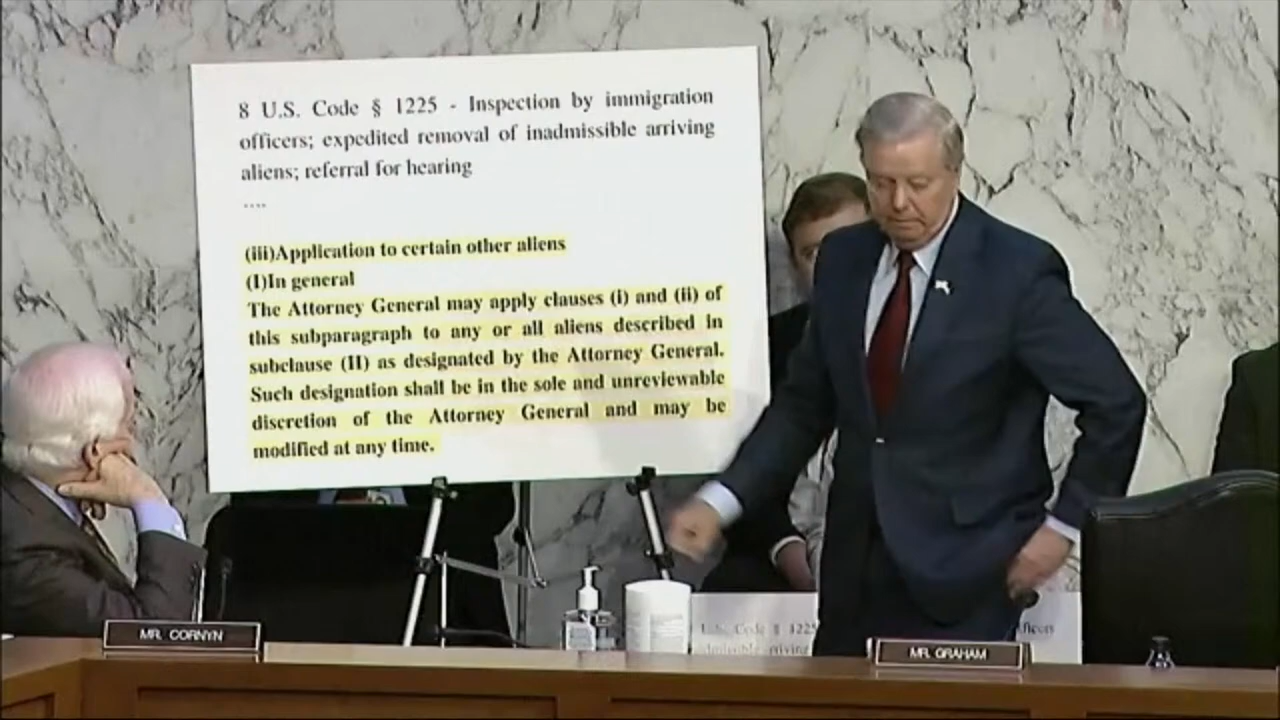 8 U.S. Code § 1225 - Inspection by immigration
officers; expedited removal of inadmissible arriving
aliens; referral for hearing
....
(iii)Application to certain other aliens
(I)In general
The Attorney General may apply clauses (i) and (ii) of
this subparagraph to any or all aliens described in
subclause (II) as designated by the Attorney General.
Such designation shall be in the sole and unreviewable
discretion of the Attorney General and may be
modified at any time.
MR. CORNYN
U.S. Code § 1225
MR. GRAHAM